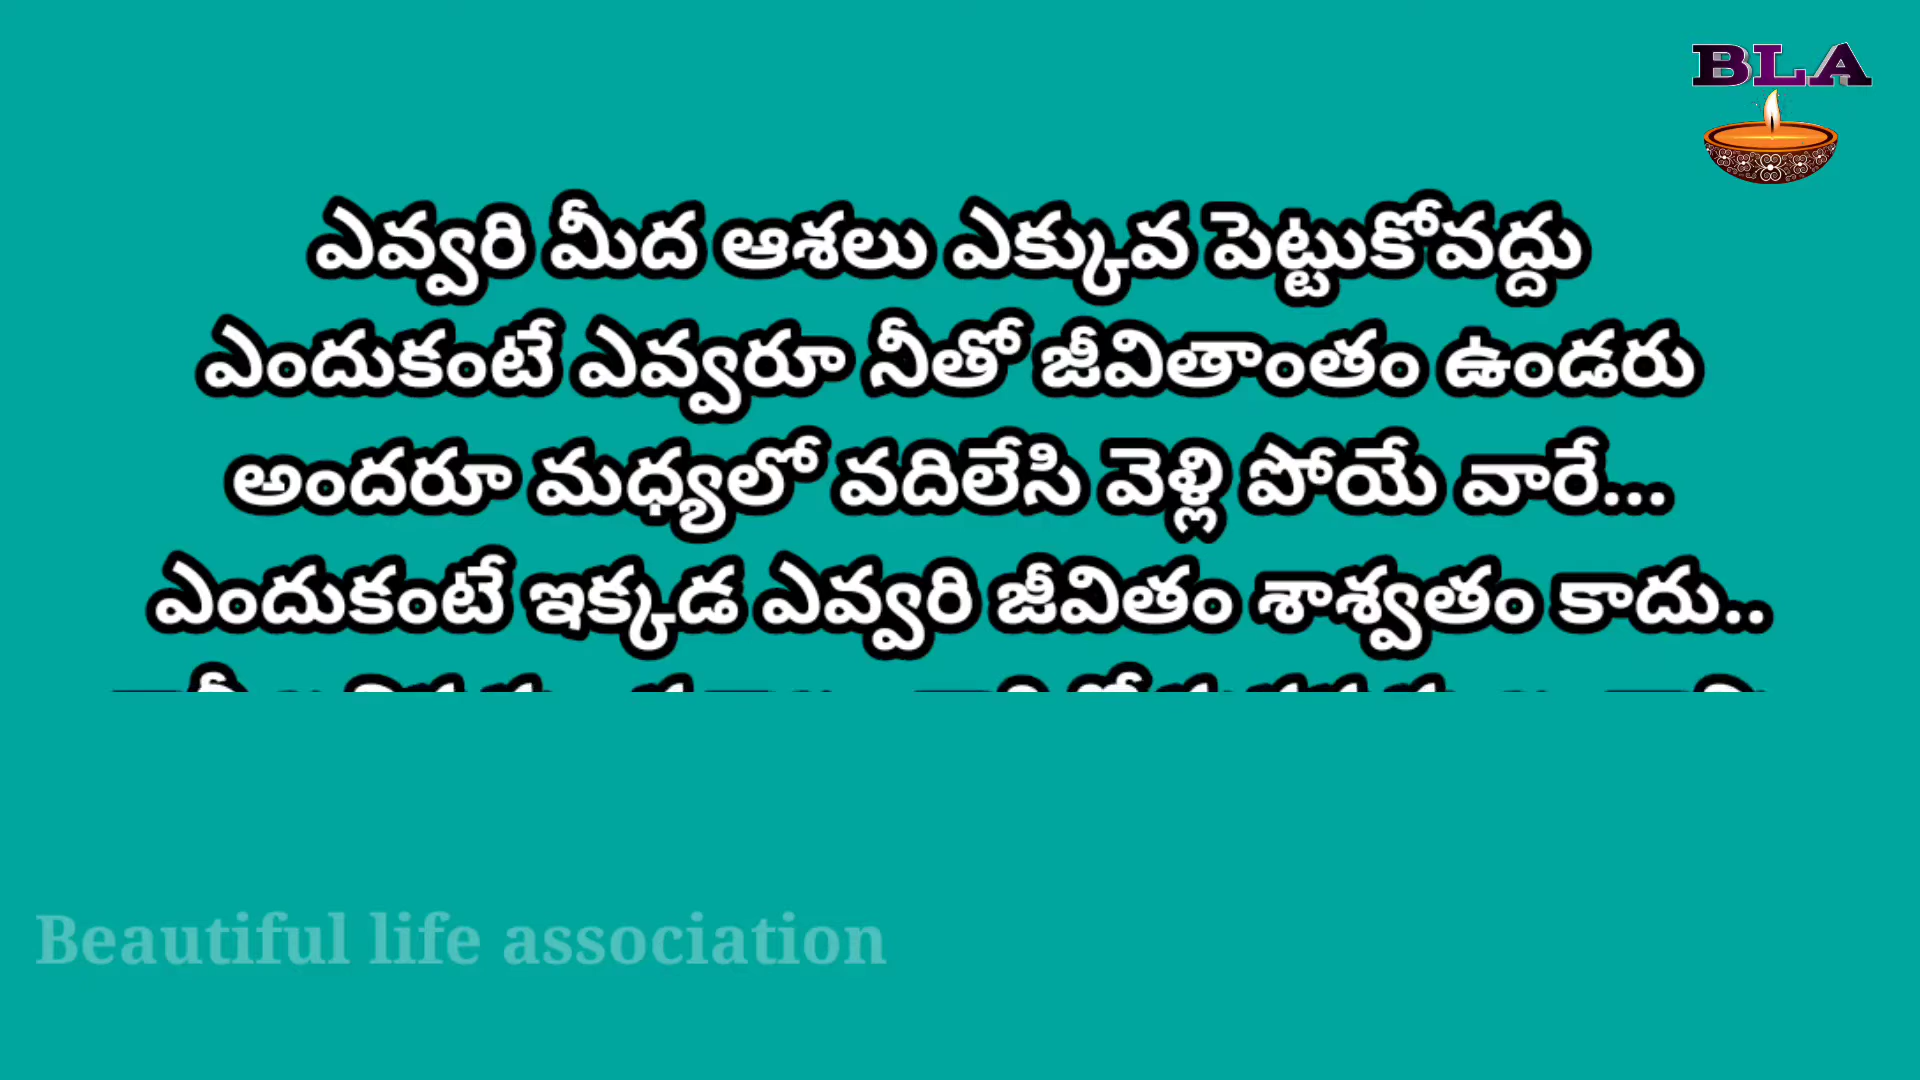 BLA
ఎవ్వరి మీద ఆశలు ఎక్కువ పెట్టుకోవద్దు
ఎందుకంటే ఎవ్వరూ నీతో జీవితాంతం ఉండరు
అందరూ మధ్యలో వదిలేసి వెళ్లి పోయే వారే...
ఎందుకంటే ఇక్కడ ఎవ్వరి జీవితం శాశ్వతం కాదు..
Beautiful life association